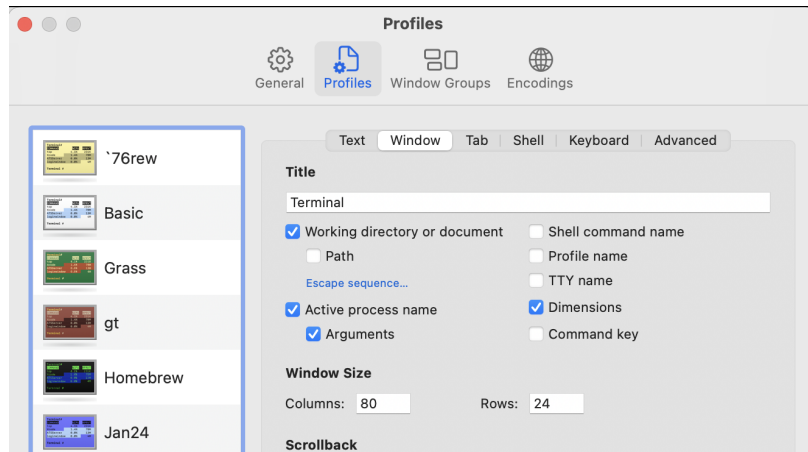 Profiles
General Profiles Window Groups Encodings
Text Window Tab Shell Keyboard Advanced
`76rew
Basic
Grass
gt
Homebrew
Jan24
Title
Terminal
Working directory or document
Shell command name
Path
Profile name
Escape sequence...
TTY name
Active process name
Dimensions
Arguments
Command key
Window Size
Columns: 80 Rows: 24
Scrollback